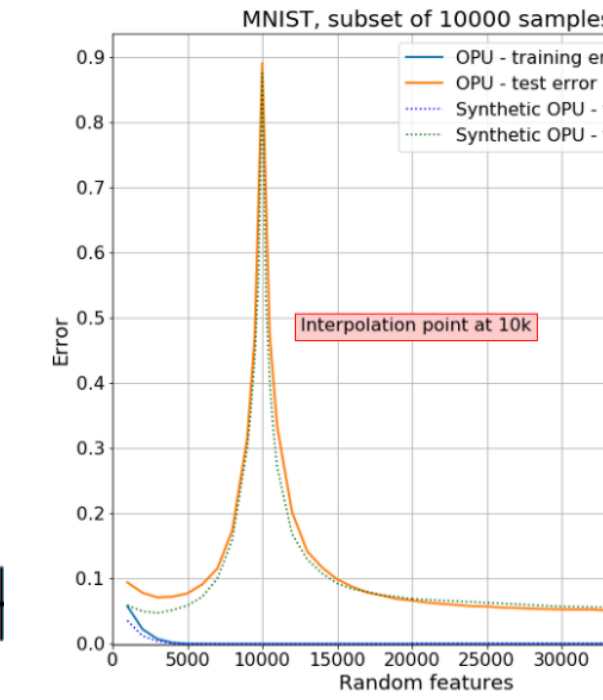 MNIST, subset of 10000 samples
OPU - training
OPU - test error
Synthetic OPU -
Synthetic OPU -
0.9
0.8
0.7
0.6
0.5
0.4
0.3
0.2
0.1
0.0
Error
Interpolation point at 10k
0 5000 10000 15000 20000 25000 30000
Random features